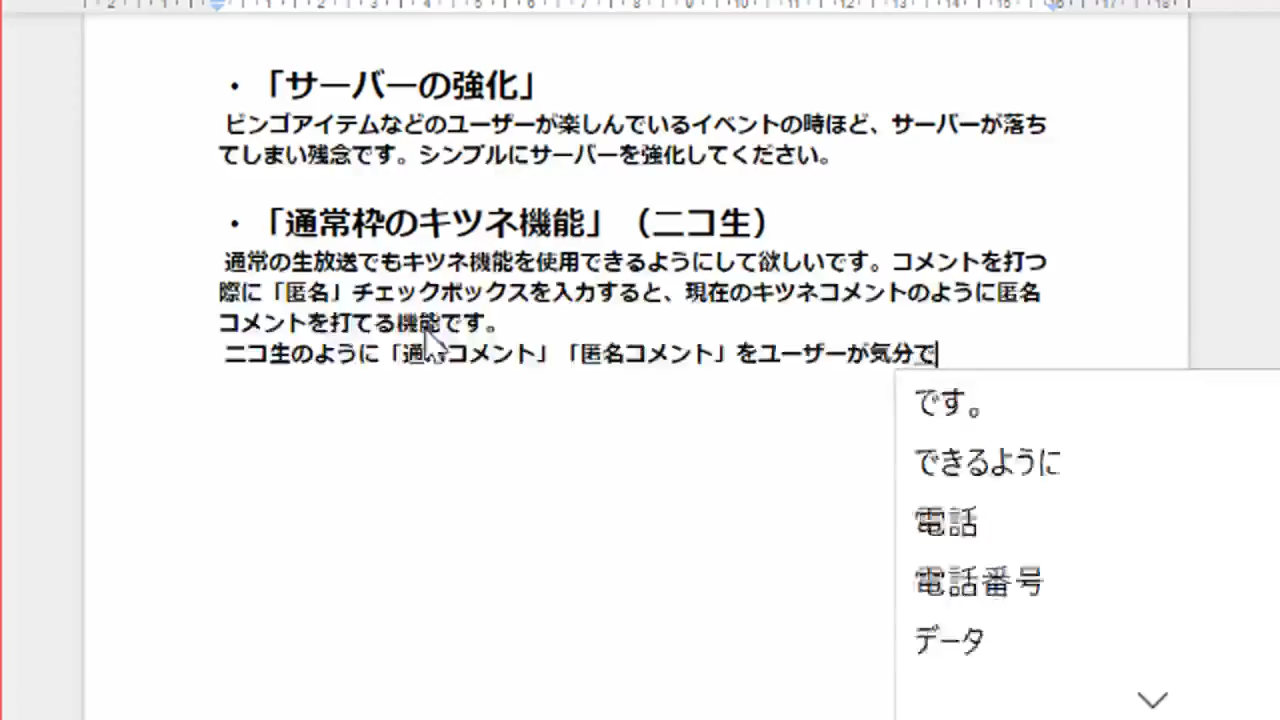 ・「サーバーの強化」
ビンゴアイテムなどのユーザーが楽しんでいるイベントの時ほど、サーバーが落ち
てしまい残念です。シンプルにサーバーを強化してください。
・「通常枠のキツネ機能」（ニコ生）
通常の生放送でもキツネ機能を使用できるようにして欲しいです。コメントを打つ
際に「匿名」チェックボックスを入力すると、現在のキツネコメントのように匿名
コメントを打てる機能です。
ニコ生のように「通常コメント」「匿名コメント」をユーザーが気分で
です。
できるように
電話
電話番号
データ